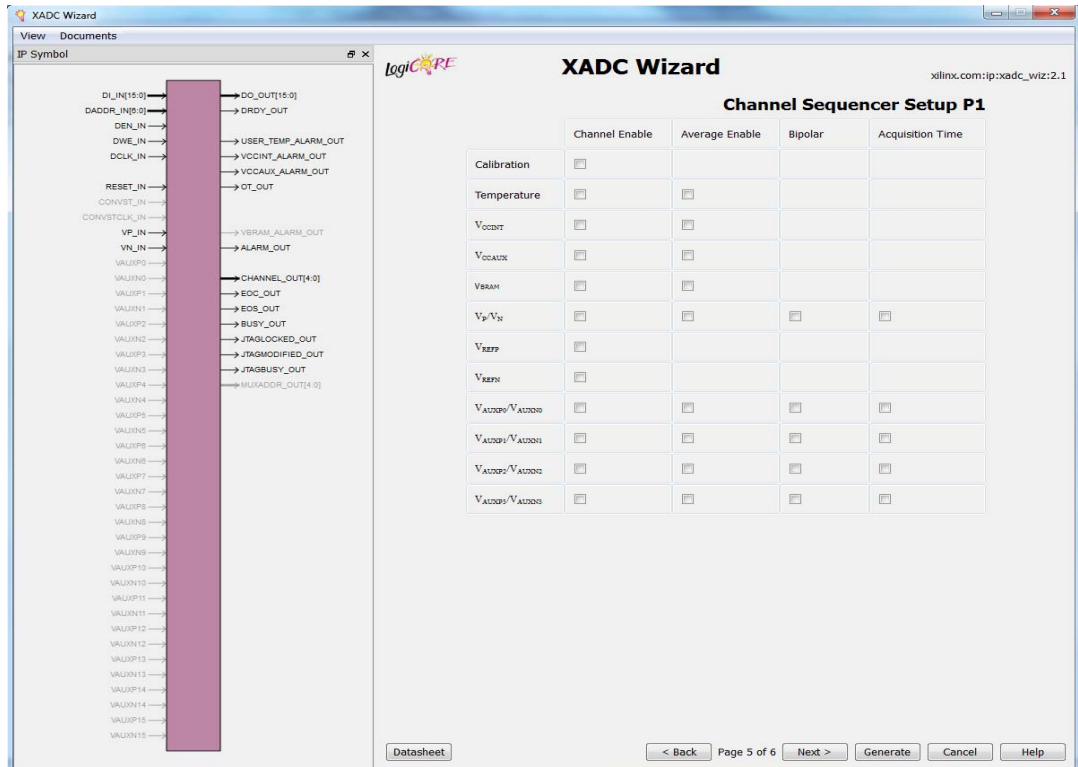 XADC Wizard
View Documents
IP Symbol
DI_IN[15:0]
DADDR_IN[6:0]
DEN_IN
DWE_IN
DCLK_IN
RESET_IN
CONVST_IN
CONVSTCLK_IN
VP_IN
VN_IN
VAUXP0
VAUXN0
VAUXP1
VAUXN1
VAUXP2
VAUXN2
VAUXP3
VAUXN3
VAUXP4
VAUXN4
VAUXP5
VAUXN5
VAUXP6
VAUXN6
VAUXP7
VAUXN7
VAUXP8
VAUXN8
VAUXP9
VAUXN9
VAUXP10
VAUXN10
VAUXP11
VAUXN11
VAUXP12
VAUXN12
VAUXP13
VAUXN13
VAUXP14
VAUXN14
VAUXP15
VAUXN15
DO_OUT[15:0]
DRDY_OUT
USER_TEMP_ALARM_OUT
VCCINT_ALARM_OUT
VCCAUX_ALARM_OUT
OT_OUT
VBRAM_ALARM_OUT
ALARM_OUT
CHANNEL_OUT[4:0]
EOC_OUT
EOS_OUT
BUSY_OUT
JTAGLOCKED_OUT
JTAGMODIFIED_OUT
JTAGBUSY_OUT
MUXADDR_OUT[4:0]
LogiCORE
XADC Wizard
xilinx.com:ip:xadc_wiz:2.1
Channel Sequencer Setup P1
Channel Enable Average Enable Bipolar Acquisition Time
Calibration
Temperature
VCCINT
VCCAUX
VBRAM
VP/VN
VREFP
VREFN
VAUXP0/VAUXN0
VAUXP1/VAUXN1
VAUXP2/VAUXN2
VAUXP3/VAUXN3
Datasheet < Back Page 5 of 6 Next > Generate Cancel Help